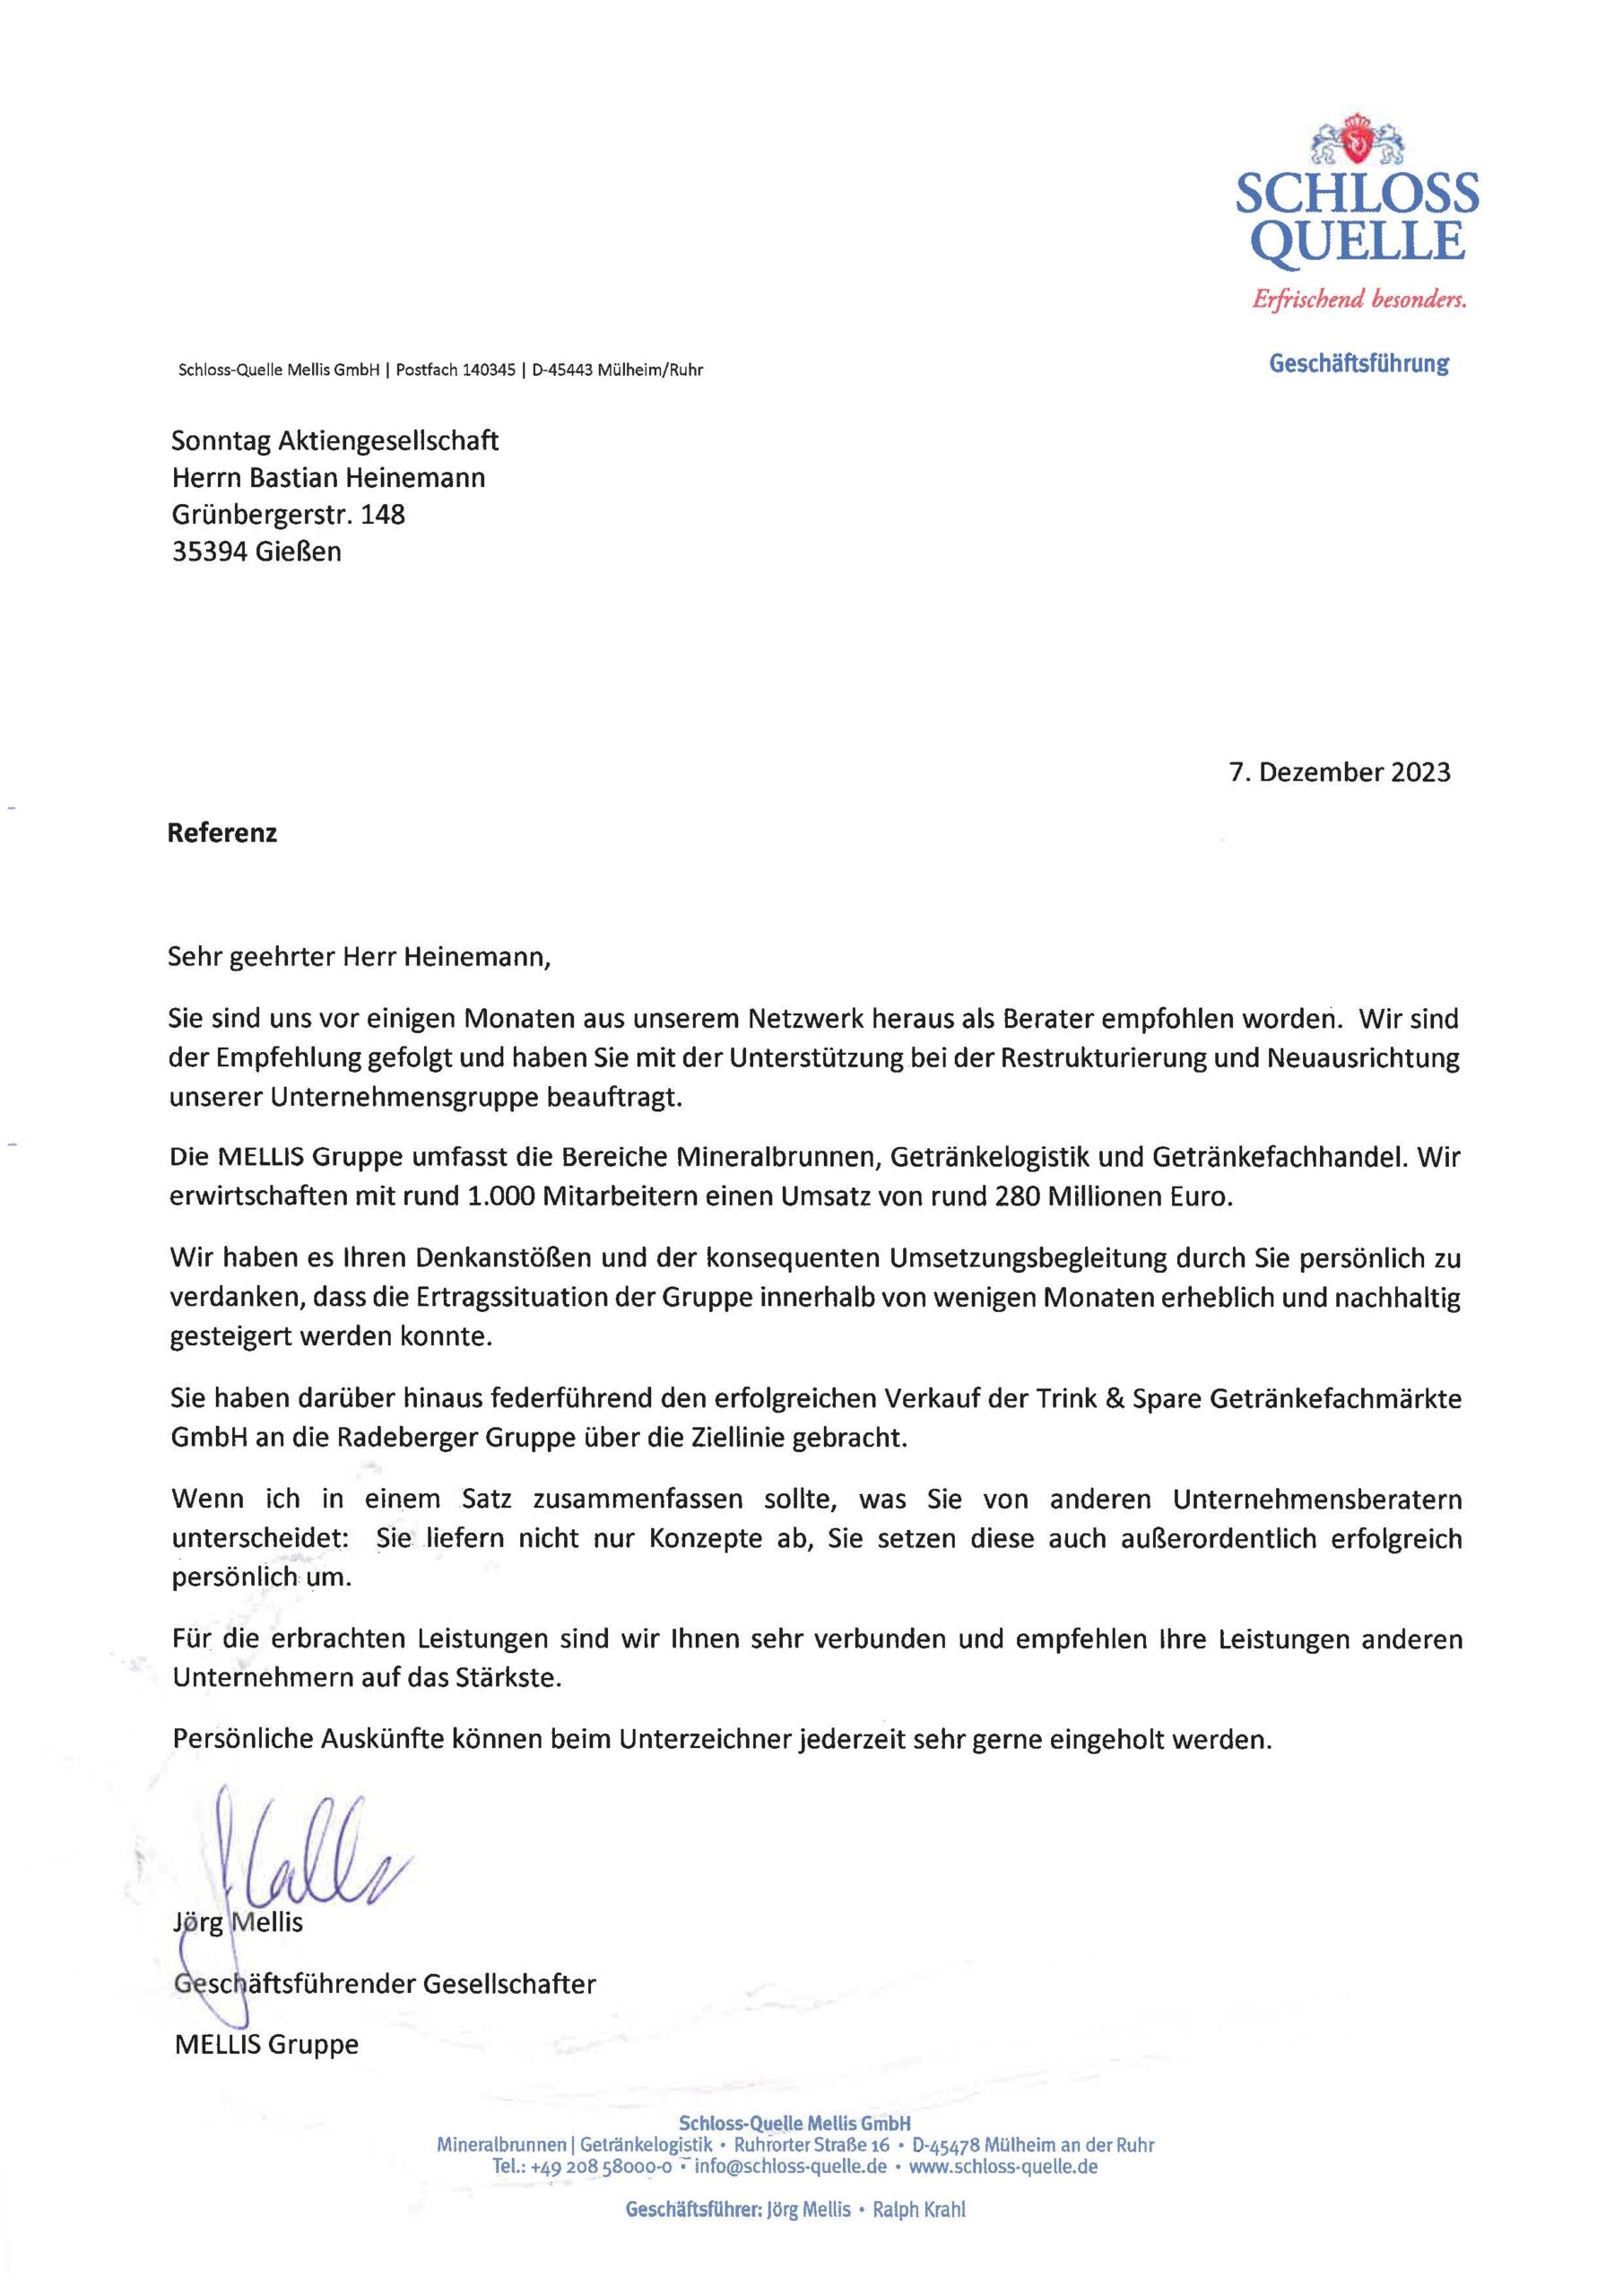 SCHLOSS
QUELLE
Erfrischend besonders.
Geschäftsführung
Schloss-Quelle Mellis GmbH | Postfach 140345 | D-45443 Mülheim/Ruhr
Sonntag Aktiengesellschaft
Herrn Bastian Heinemann
Grünbergerstr. 148
35394 Gießen
7. Dezember 2023
Referenz
Sehr geehrter Herr Heinemann,
Sie sind uns vor einigen Monaten aus unserem Netzwerk heraus als Berater empfohlen worden. Wir sind
der Empfehlung gefolgt und haben Sie mit der Unterstützung bei der Restrukturierung und Neuausrichtung
unserer Unternehmensgruppe beauftragt.
Die MELLIS Gruppe umfasst die Bereiche Mineralbrunnen, Getränkelogistik und Getränkefachhandel. Wir
erwirtschaften mit rund 1.000 Mitarbeitern einen Umsatz von rund 280 Millionen Euro.
Wir haben es Ihren Denkanstößen und der konsequenten Umsetzungsbegleitung durch Sie persönlich zu
verdanken, dass die Ertragssituation der Gruppe innerhalb von wenigen Monaten erheblich und nachhaltig
gesteigert werden konnte.
Sie haben darüber hinaus federführend den erfolgreichen Verkauf der Trink & Spare Getränkefachmärkte
GmbH an die Radeberger Gruppe über die Ziellinie gebracht.
Wenn ich in einem Satz zusammenfassen sollte, was Sie von anderen Unternehmensberatern
unterscheidet: Sie liefern nicht nur Konzepte ab, Sie setzen diese auch außerordentlich erfolgreich
persönlich um.
Für die erbrachten Leistungen sind wir Ihnen sehr verbunden und empfehlen Ihre Leistungen anderen
Unternehmern auf das Stärkste.
Persönliche Auskünfte können beim Unterzeichner jederzeit sehr gerne eingeholt werden.
Jörg Mellis
Geschäftsführender Gesellschafter
MELLIS Gruppe
Schloss-Quelle Mellis GmbH
Mineralbrunnen | Getränkelogistik • Ruhrorter Straße 16 • D-45478 Mülheim an der Ruhr
Tel.: +49 208 58000-0 • info@schloss-quelle.de • www.schloss-quelle.de
Geschäftsführer: Jörg Mellis • Ralph Krahl